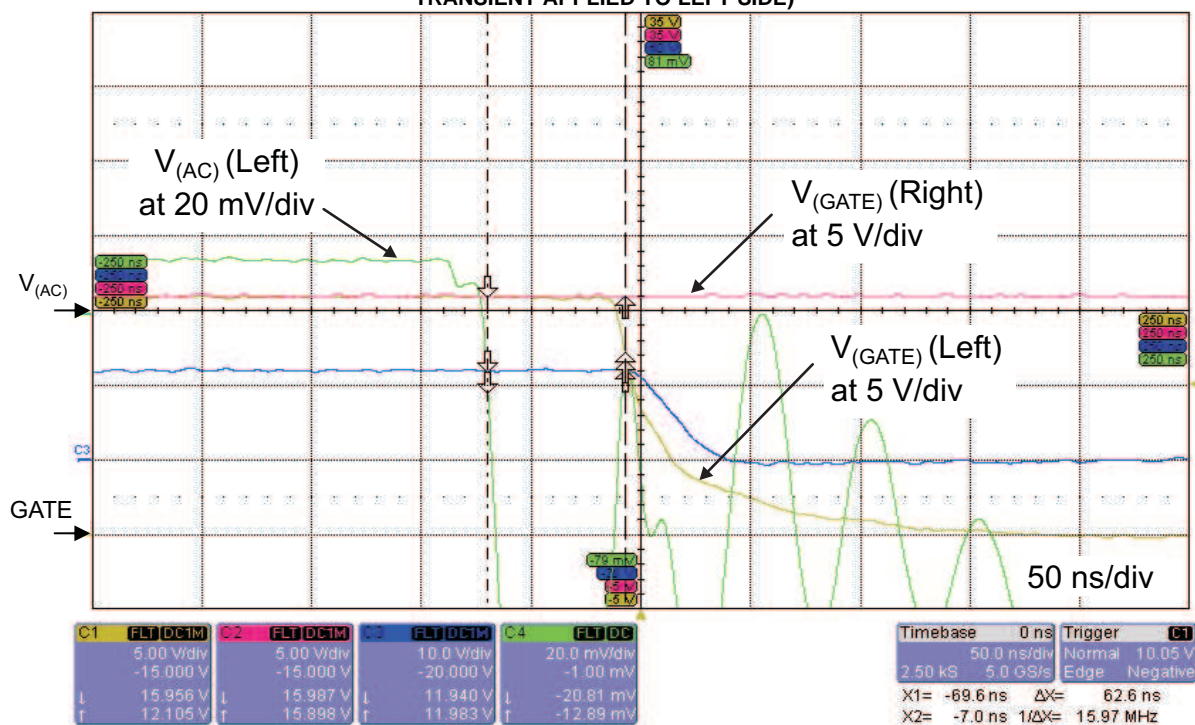 TRANSIENT APPLIED TO LEFT SIDE)
35 V
35 V
81 mV
V(AC) (Left)
at 20 mV/div
V(GATE) (Right)
at 5 V/div
V(AC)
-250 ns
-250 ns
-250 ns
-250 ns
250 ns
250 ns
250 ns
250 ns
V(GATE) (Left)
at 5 V/div
C3
GATE
-79 mV
-5 V
-5 V
50 ns/div
C1 FLT DC1M
5.00 V/div
-15.000 V
↓ 15.956 V
↑ 12.105 V
C2 FLT DC1M
5.00 V/div
-15.000 V
↓ 15.987 V
↑ 15.898 V
C3 FLT DC1M
10.0 V/div
-20.000 V
↓ 11.940 V
↑ 11.983 V
C4 FLT DC
20.0 mV/div
-1.00 mV
↓ -20.81 mV
↑ -12.89 mV
Timebase 0 ns
50.0 ns/div
2.50 kS 5.0 GS/s
Trigger C1
Normal 10.05 V
Edge Negative
X1= -69.6 ns ΔX= 62.6 ns
X2= -7.0 ns 1/ΔX= 15.97 MHz